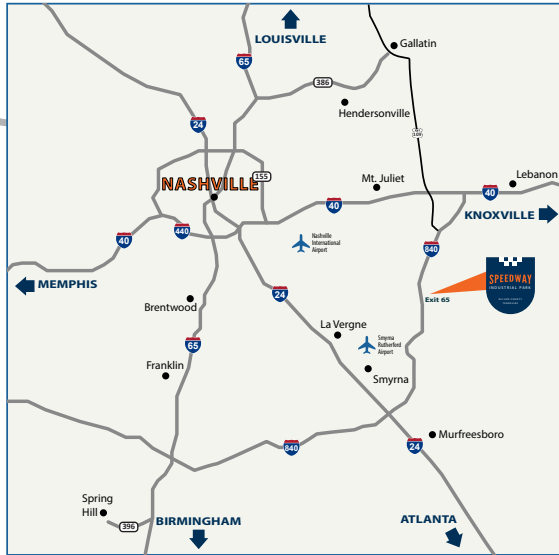 LOUISVILLE
65
Gallatin
386
Hendersonville
24
109
155
NASHVILLE
Mt. Juliet
Lebanon
40
40
KNOXVILLE
440
40
Nashville
International
Airport
840
SPEEDWAY
INDUSTRIAL PARK
MEMPHIS
24
Exit 65
Brentwood
La Vergne
65
Smyrna
Rutherford
Airport
Franklin
Smyrna
Murfreesboro
840
24
Spring
Hill
396
BIRMINGHAM
ATLANTA